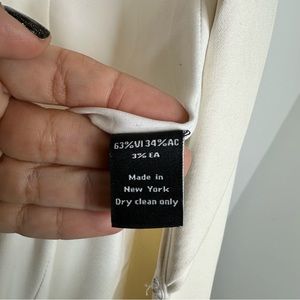 63%VI 34%AC
3% EA
Made in
New York
Dry clean only